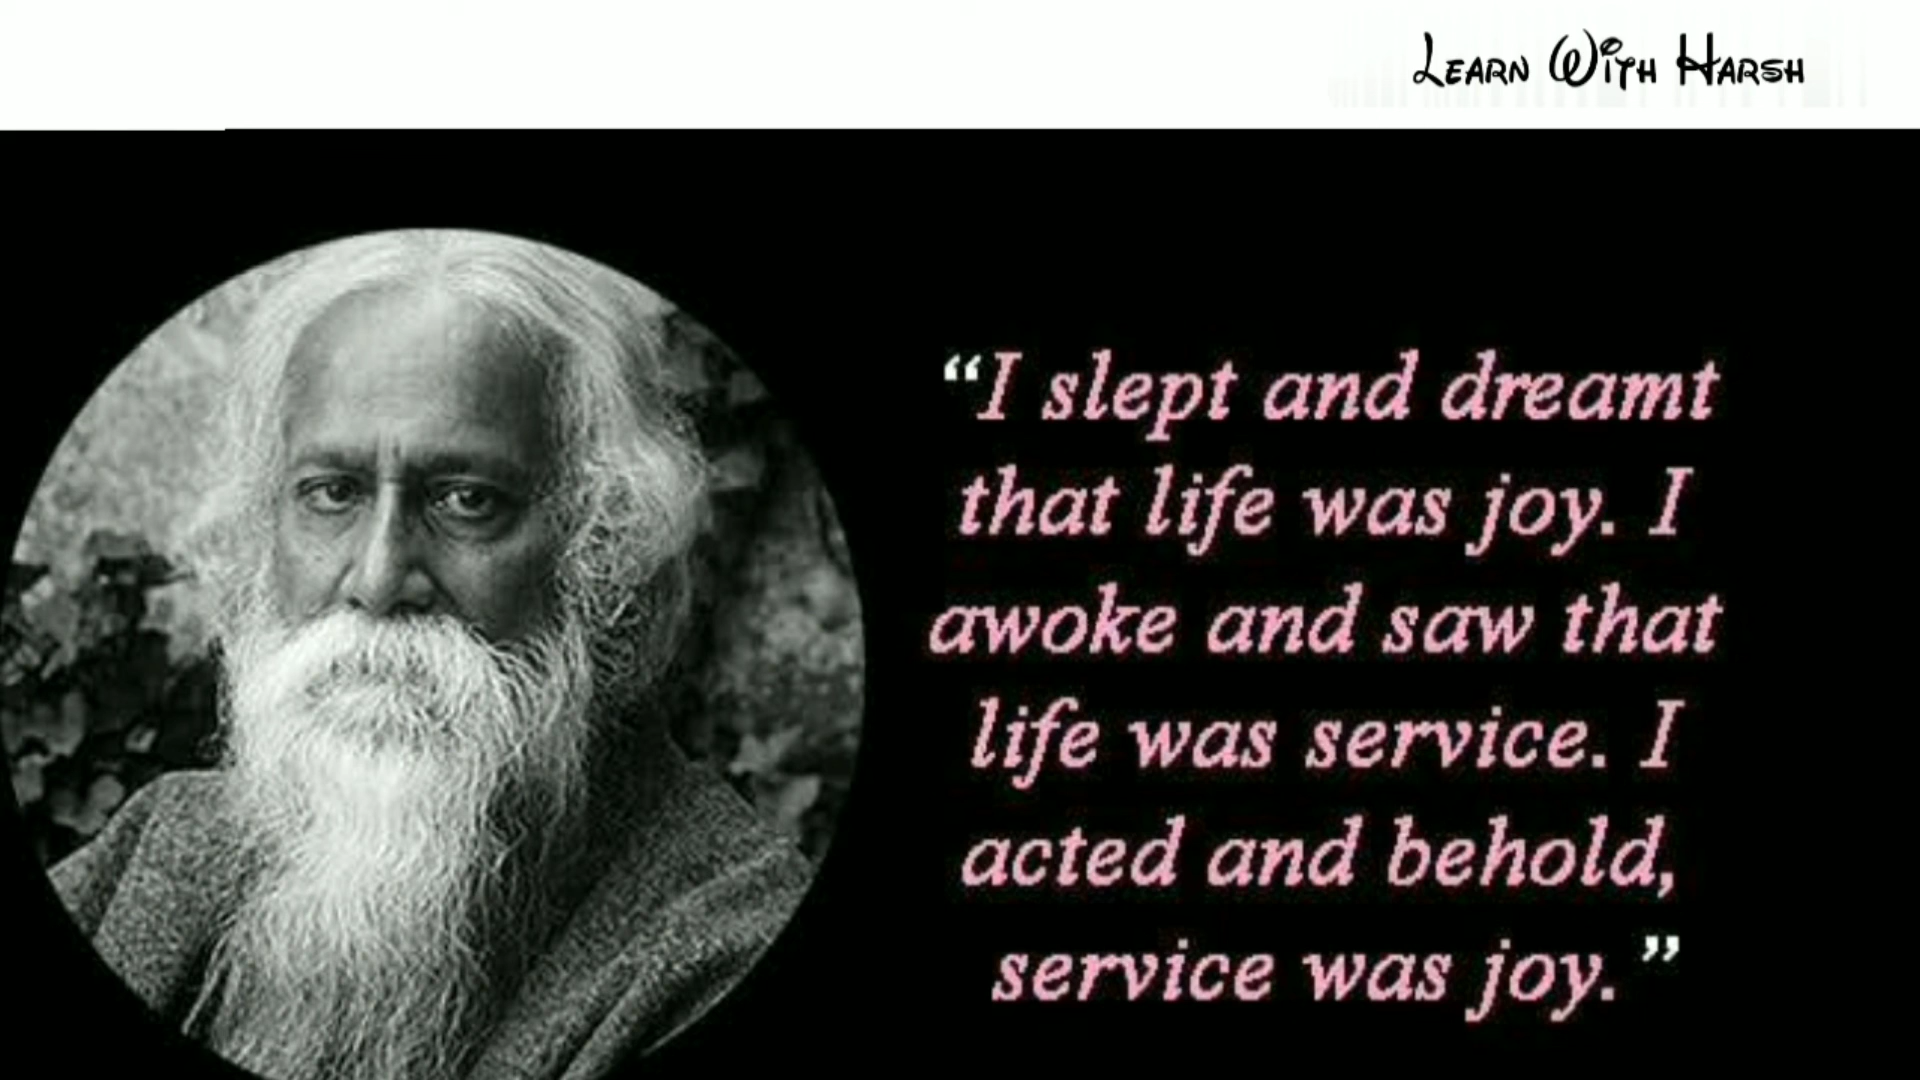 Learn With Harsh
“I slept and dreamt
that life was joy. I
awoke and saw that
life was service. I
acted and behold,
service was joy.”